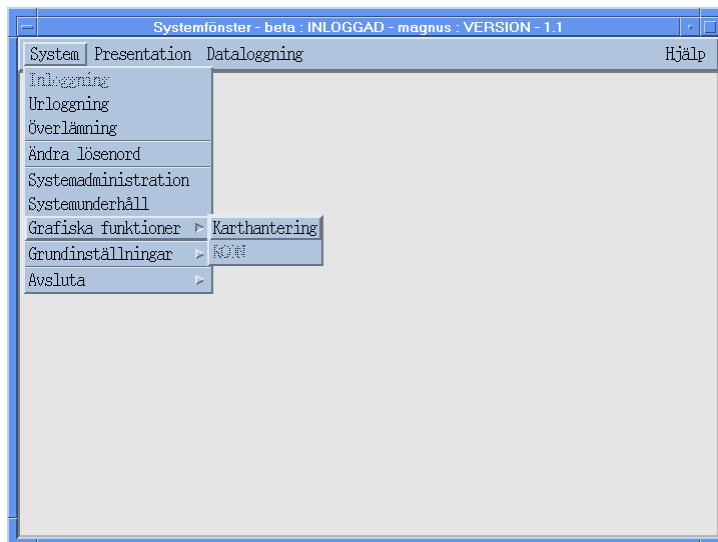 Systemfönster - beta : INLOGGAD - magnus : VERSION - 1.1
System Presentation Dataloggning Hjälp
Inloggning
Urloggning
Överlämning
Ändra lösenord
Systemadministration
Systemunderhåll
Grafiska funktioner Karthantering
Grundinställningar
Avsluta